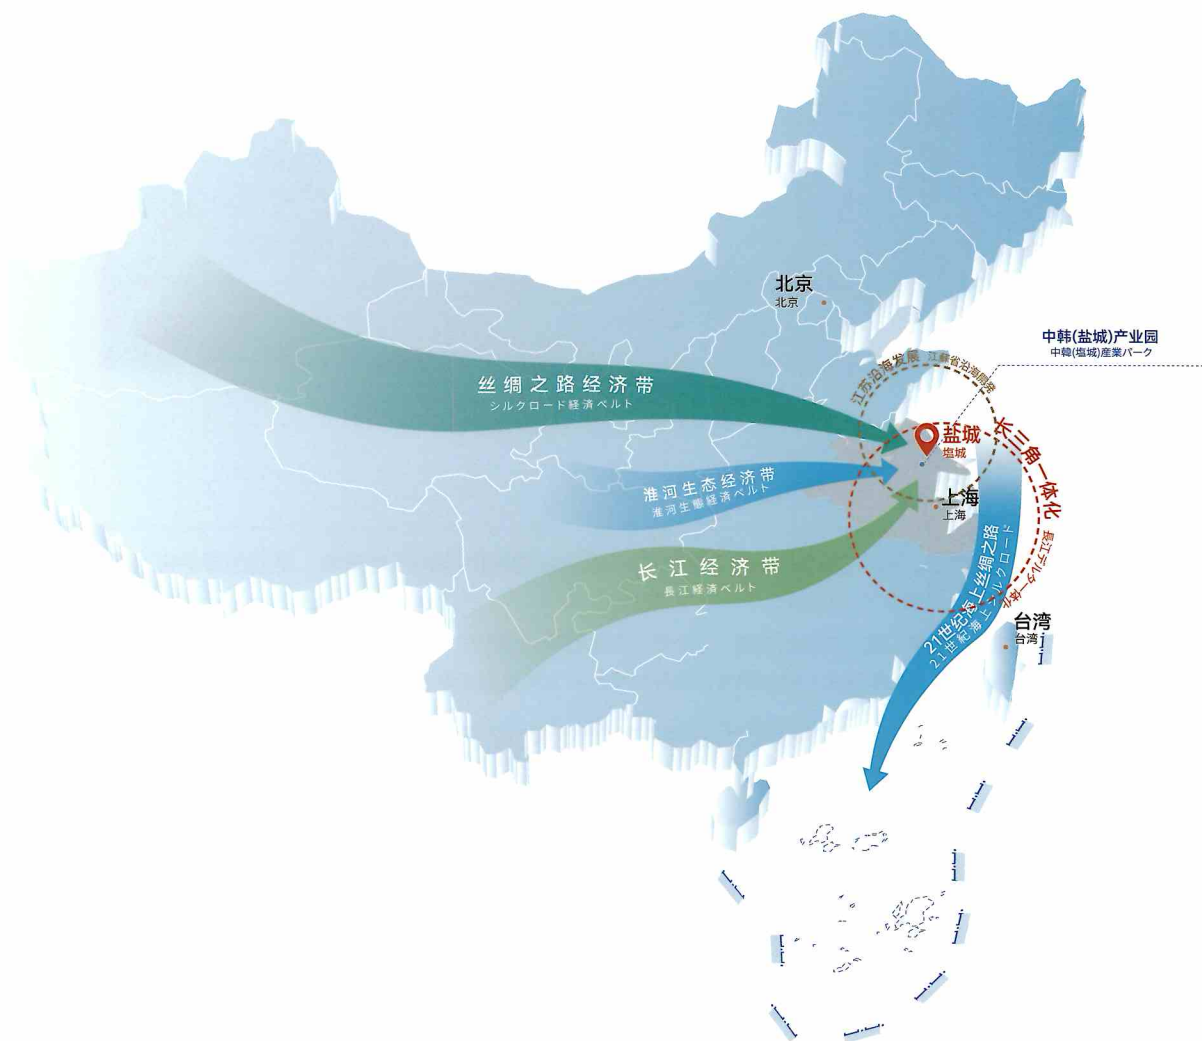 北京
北京
中韩(盐城)产业园
中韓(塩城)産業パーク
江苏沿海发展 江蘇省沿海開発
丝绸之路经济带
シルクロード経済ベルト
盐城
塩城
长三角一体化 長江デルタ一体化
淮河生态经济带
淮河生態経済ベルト
上海
上海
长江经济带
長江経済ベルト
21世纪海上丝绸之路
21世紀海上シルクロード
台湾
台湾